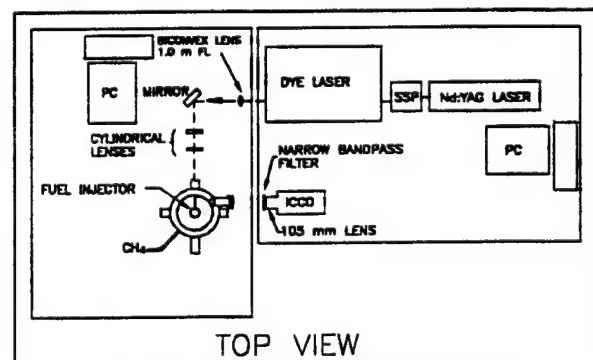 BICONVEX LENS
1.0 m FL
PC
MIRROR
DYE LASER
SSP
Nd:YAG LASER
CYLINDRICAL
LENSES
NARROW BANDPASS
FILTER
PC
FUEL INJECTOR
ICCD
105 mm LENS
CH4
TOP VIEW